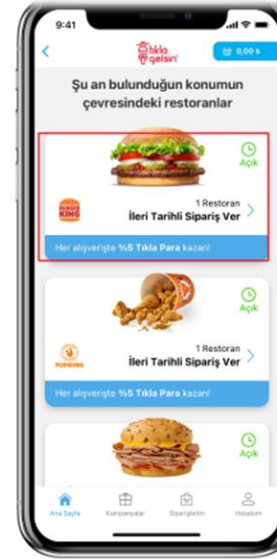 9:41
tıkla
gelsin
0,00 ₺
Şu an bulunduğun konumun
çevresindeki restoranlar
Açık
BURGER
KING
1 Restoran
İleri Tarihli Sipariş Ver
Her alışverişte %5 Tıkla Para kazan!
Açık
POPEYES
1 Restoran
İleri Tarihli Sipariş Ver
Her alışverişte %5 Tıkla Para kazan!
Açık
Ana Sayfa
Kampanyalar
Siparişlerim
Hesabım